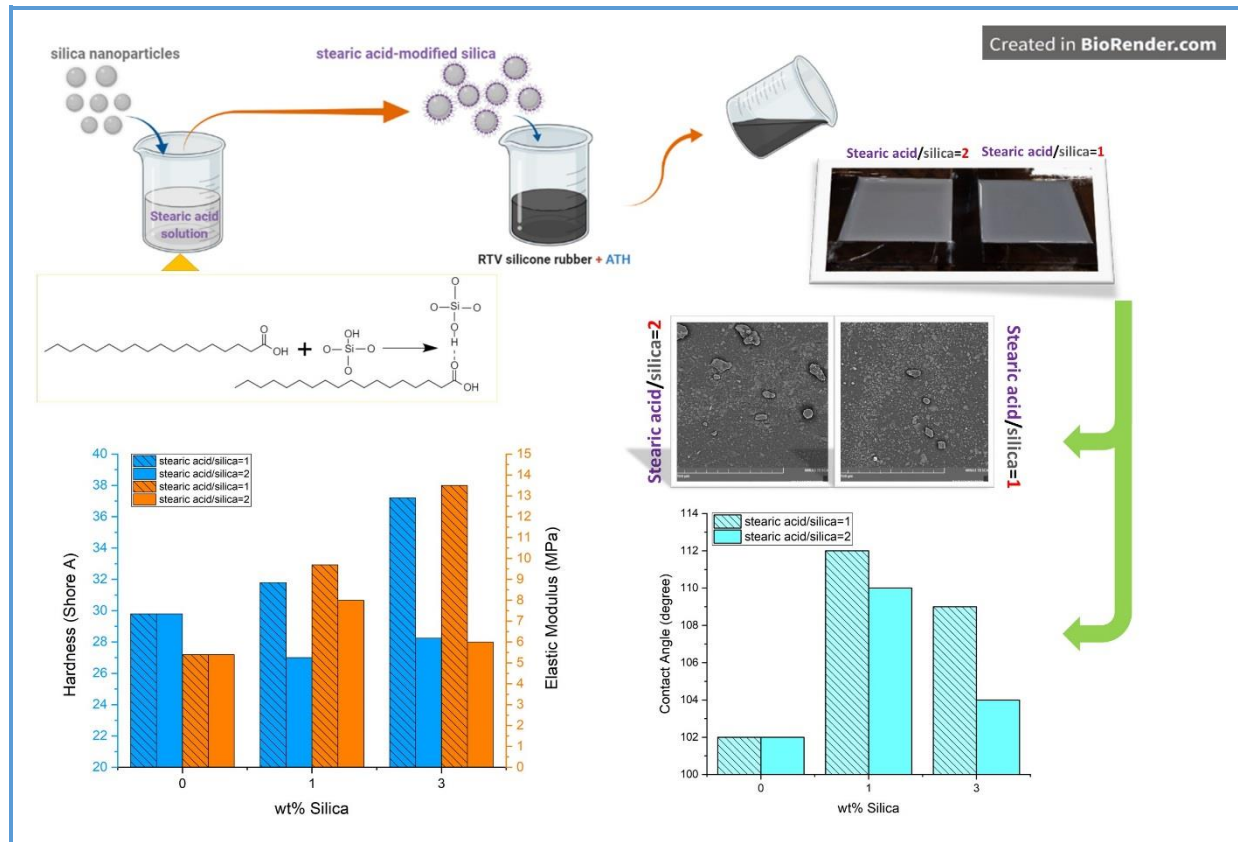 Created in BioRender.com
silica nanoparticles
stearic acid-modified silica
Stearic acid
solution
RTV silicone rubber + ATH
Stearic acid/silica=2
Stearic acid/silica=1
O
OH
+
OH
O
Si
O
O
O
O
Si
O
O
H
O
OH
Stearic acid/silica=2
Stearic acid/silica=1
stearic acid/silica=1
stearic acid/silica=2
stearic acid/silica=1
stearic acid/silica=2
Hardness (Shore A)
40
38
36
34
32
30
28
26
24
22
20
Elastic Modulus (MPa)
15
14
13
12
11
10
9
8
7
6
5
4
3
2
1
0
0
1
3
wt% Silica
stearic acid/silica=1
stearic acid/silica=2
Contact Angle (degree)
114
112
110
108
106
104
102
100
0
1
3
wt% Silica